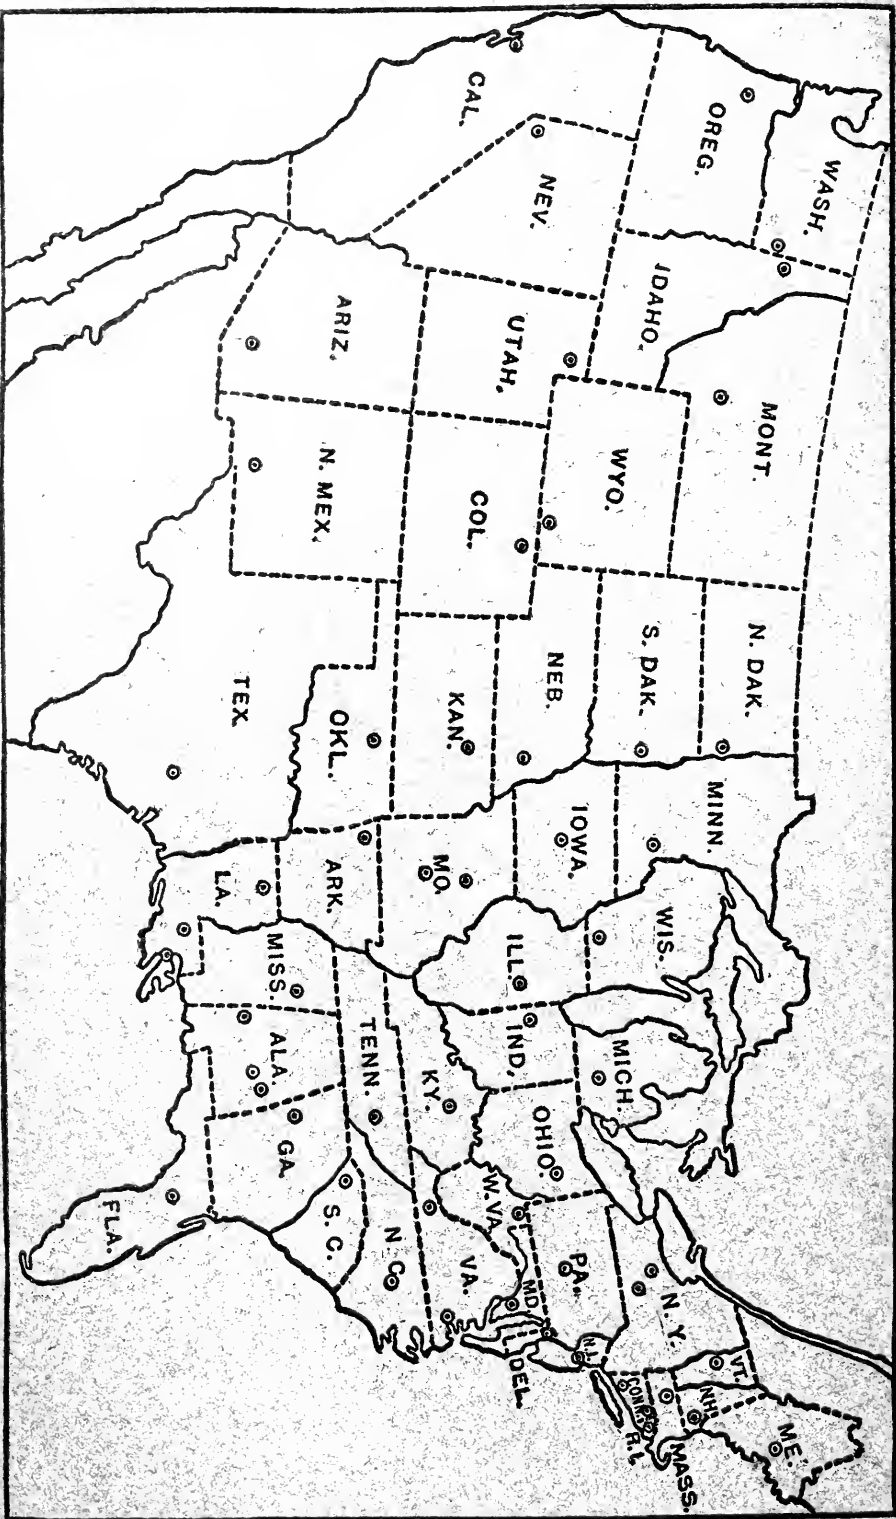 WASH.
OREG.
CAL.
NEV.
IDAHO.
MONT.
WYO.
UTAH.
ARIZ.
COL.
N. MEX.
N. DAK.
S. DAK.
NEB.
KAN.
OKL.
TEX.
MINN.
IOWA.
MO.
ARK.
LA.
WIS.
ILL.
MICH.
IND.
OHIO.
KY.
TENN.
MISS.
ALA.
GA.
FLA.
S. C.
N. C.
VA.
W. VA.
MD.
DEL.
PA.
N. J.
N. Y.
CONN.
R.I.
MASS.
VT.
N.H.
ME.